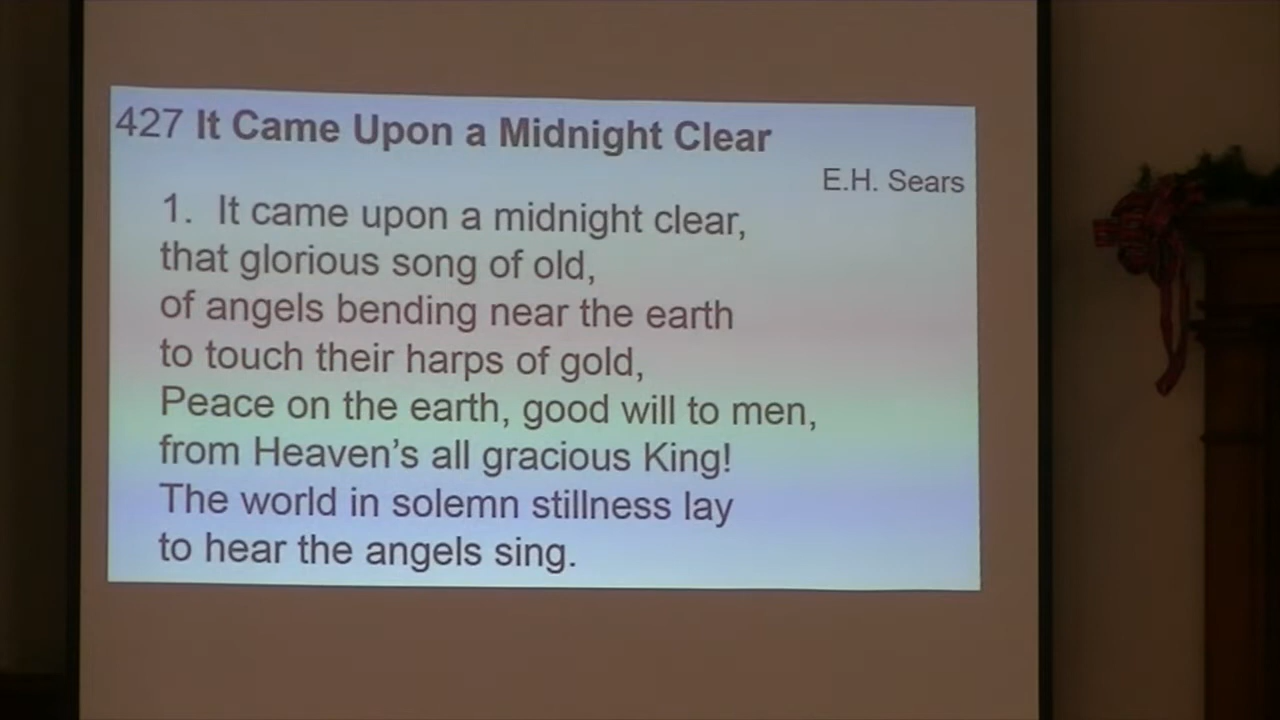 427 It Came Upon a Midnight Clear
E.H. Sears
1. It came upon a midnight clear,
that glorious song of old,
of angels bending near the earth
to touch their harps of gold,
Peace on the earth, good will to men,
from Heaven’s all gracious King!
The world in solemn stillness lay
to hear the angels sing.